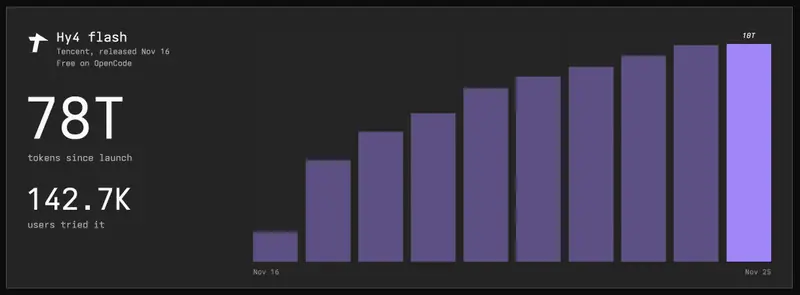 Hy4 flash
Tencent, released Nov 16
Free on OpenCode
78T
tokens since launch
142.7K
users tried it
10T
Nov 16
Nov 25